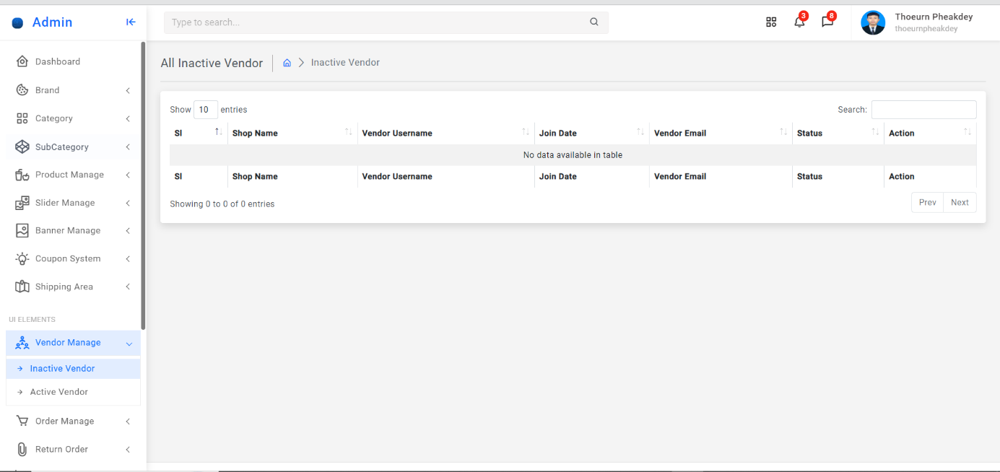 Admin
Type to search...
3
8
Thoeurn Pheakdey
thoeurnpheakdey
Dashboard
Brand
Category
SubCategory
Product Manage
Slider Manage
Banner Manage
Coupon System
Shipping Area
UI ELEMENTS
Vendor Manage
Inactive Vendor
Active Vendor
Order Manage
Return Order
All Inactive Vendor
Inactive Vendor
Show 10 entries
Search:
Sl Shop Name Vendor Username Join Date Vendor Email Status Action
No data available in table
Sl Shop Name Vendor Username Join Date Vendor Email Status Action
Showing 0 to 0 of 0 entries
Prev Next